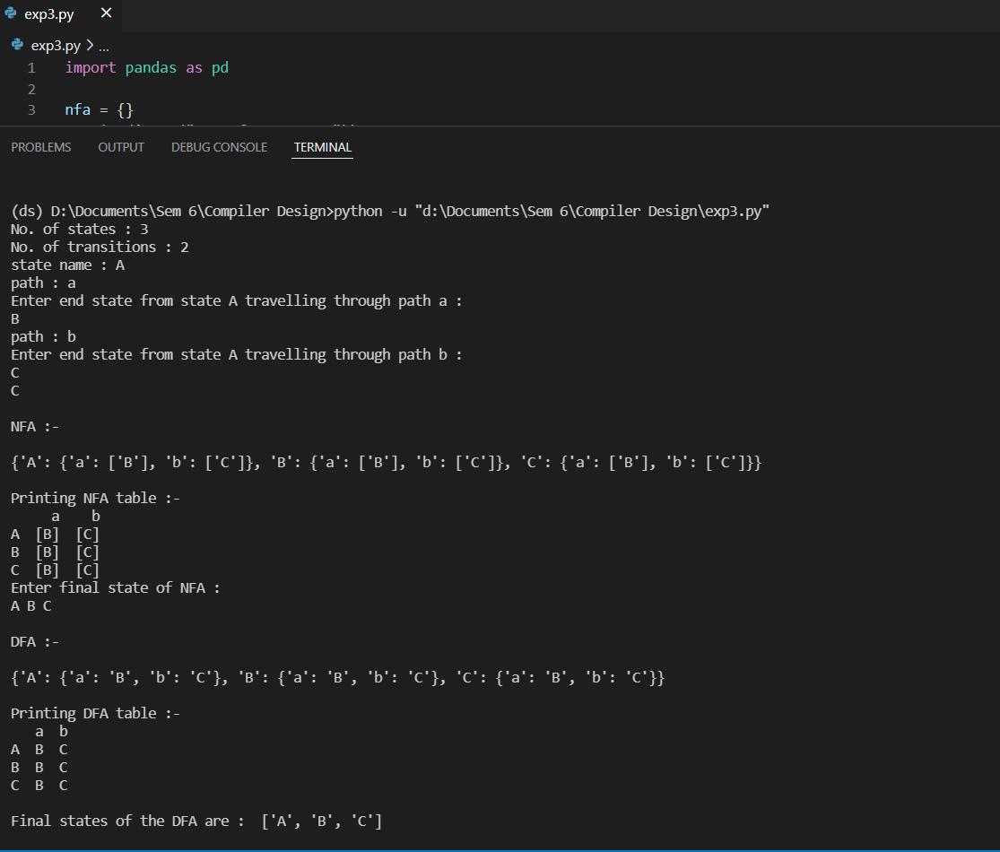 exp3.py
exp3.py > ...
1 import pandas as pd
2
3 nfa = {}
PROBLEMS OUTPUT DEBUG CONSOLE TERMINAL
(ds) D:\Documents\Sem 6\Compiler Design>python -u "d:\Documents\Sem 6\Compiler Design\exp3.py"
No. of states : 3
No. of transitions : 2
state name : A
path : a
Enter end state from state A travelling through path a :
B
path : b
Enter end state from state A travelling through path b :
C
C
NFA :-
{'A': {'a': ['B'], 'b': ['C']}, 'B': {'a': ['B'], 'b': ['C']}, 'C': {'a': ['B'], 'b': ['C']}}
Printing NFA table :-
     a    b
A  [B]  [C]
B  [B]  [C]
C  [B]  [C]
Enter final state of NFA :
A B C
DFA :-
{'A': {'a': 'B', 'b': 'C'}, 'B': {'a': 'B', 'b': 'C'}, 'C': {'a': 'B', 'b': 'C'}}
Printing DFA table :-
   a  b
A  B  C
B  B  C
C  B  C
Final states of the DFA are :  ['A', 'B', 'C']